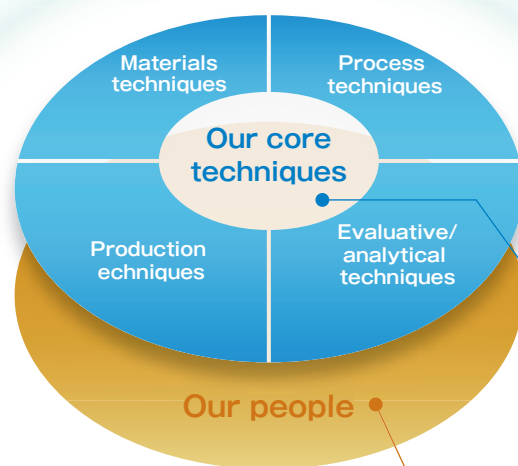 Materials
techniques
Process
techniques
Our core
techniques
Production
echniques
Evaluative/
analytical
techniques
Our people